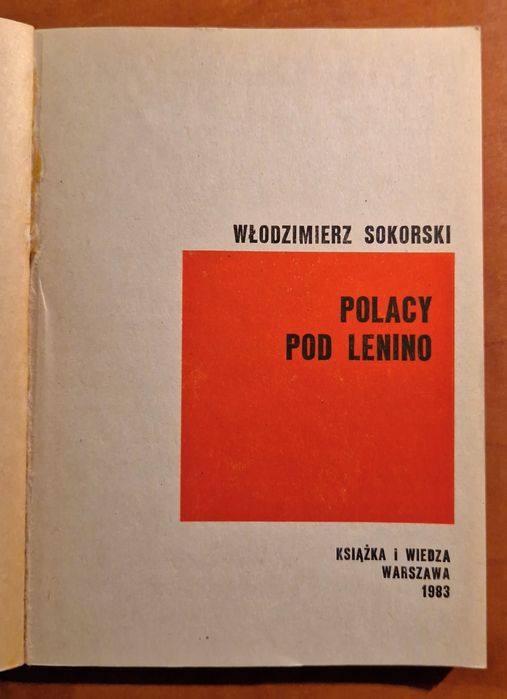 WŁODZIMIERZ SOKORSKI
POLACY
POD LENINO
KSIĄŻKA i WIEDZA
WARSZAWA
1983